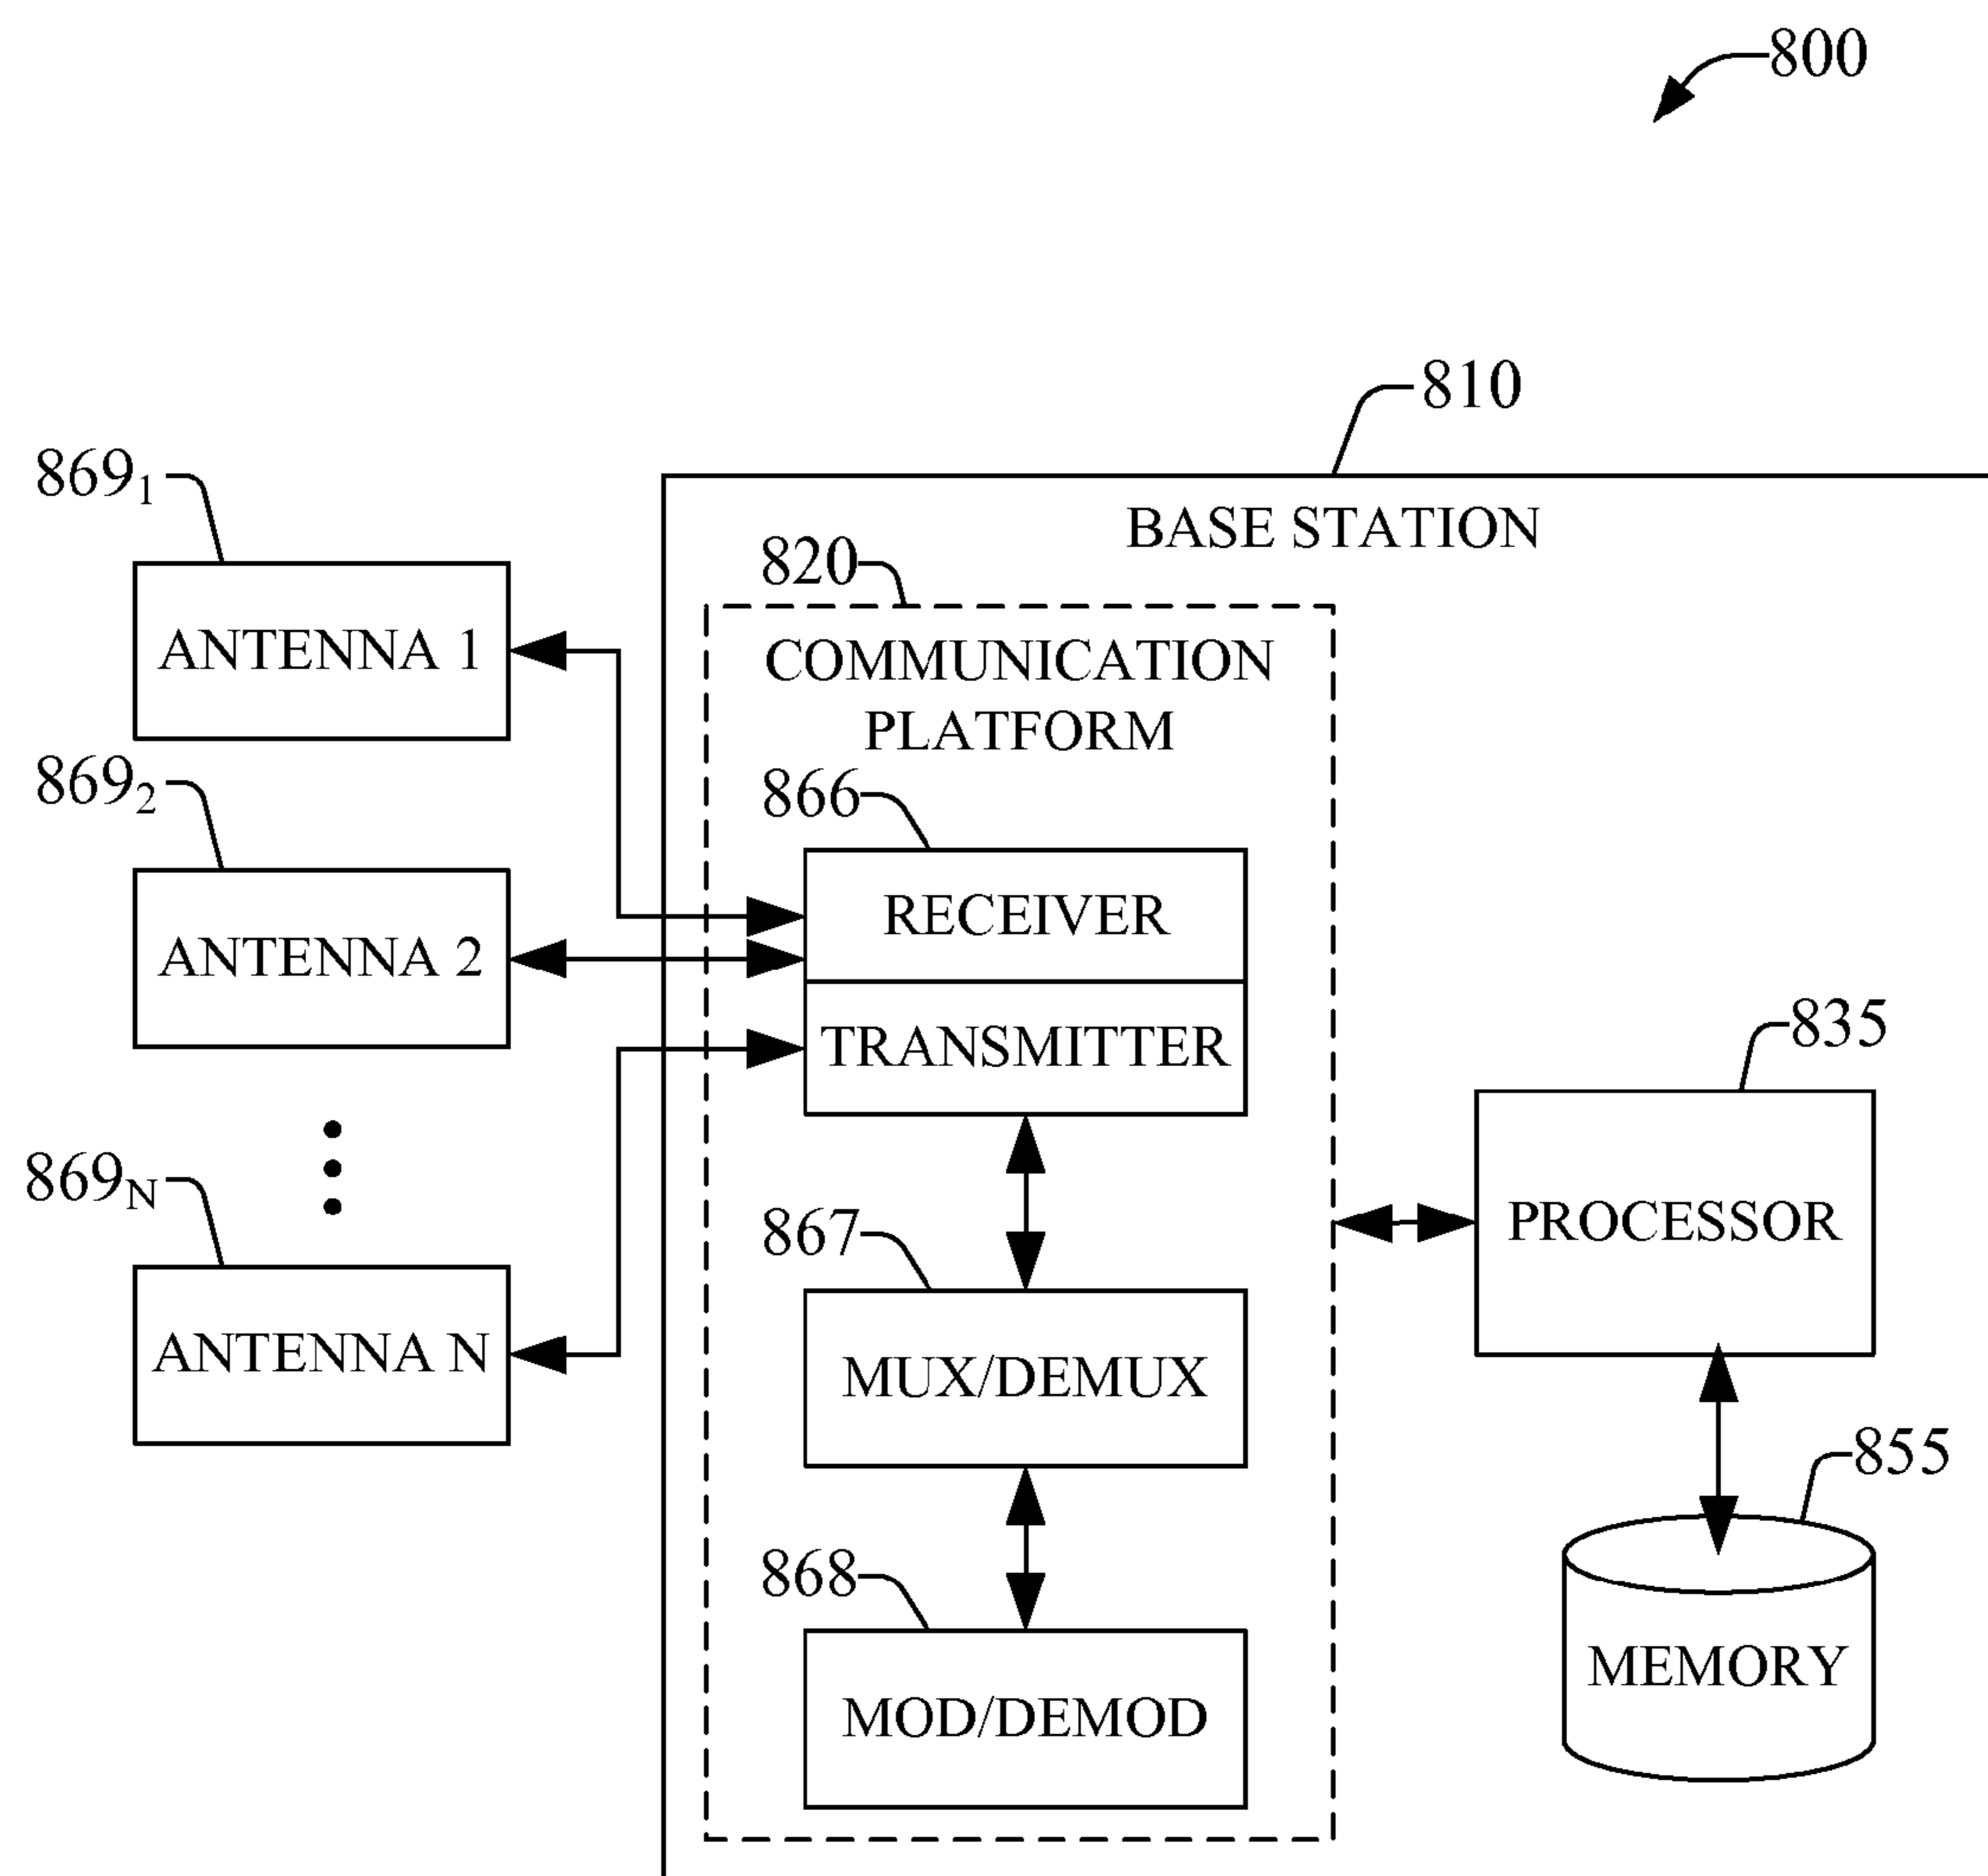 800
810
869₁
BASE STATION
820
ANTENNA 1
COMMUNICATION
PLATFORM
869₂
866
RECEIVER
ANTENNA 2
TRANSMITTER
835
869ₙ
867
PROCESSOR
ANTENNA N
MUX/DEMUX
855
868
MEMORY
MOD/DEMOD